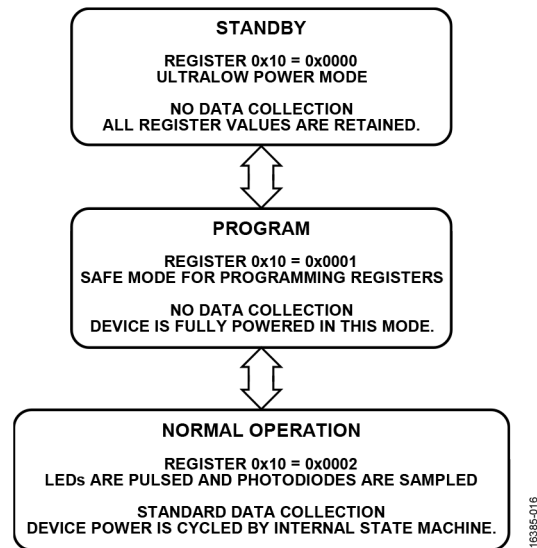 STANDBY
REGISTER 0x10 = 0x0000
ULTRALOW POWER MODE
NO DATA COLLECTION
ALL REGISTER VALUES ARE RETAINED.
PROGRAM
REGISTER 0x10 = 0x0001
SAFE MODE FOR PROGRAMMING REGISTERS
NO DATA COLLECTION
DEVICE IS FULLY POWERED IN THIS MODE.
NORMAL OPERATION
REGISTER 0x10 = 0x0002
LEDs ARE PULSED AND PHOTODIODES ARE SAMPLED
STANDARD DATA COLLECTION
DEVICE POWER IS CYCLED BY INTERNAL STATE MACHINE.
16385-016